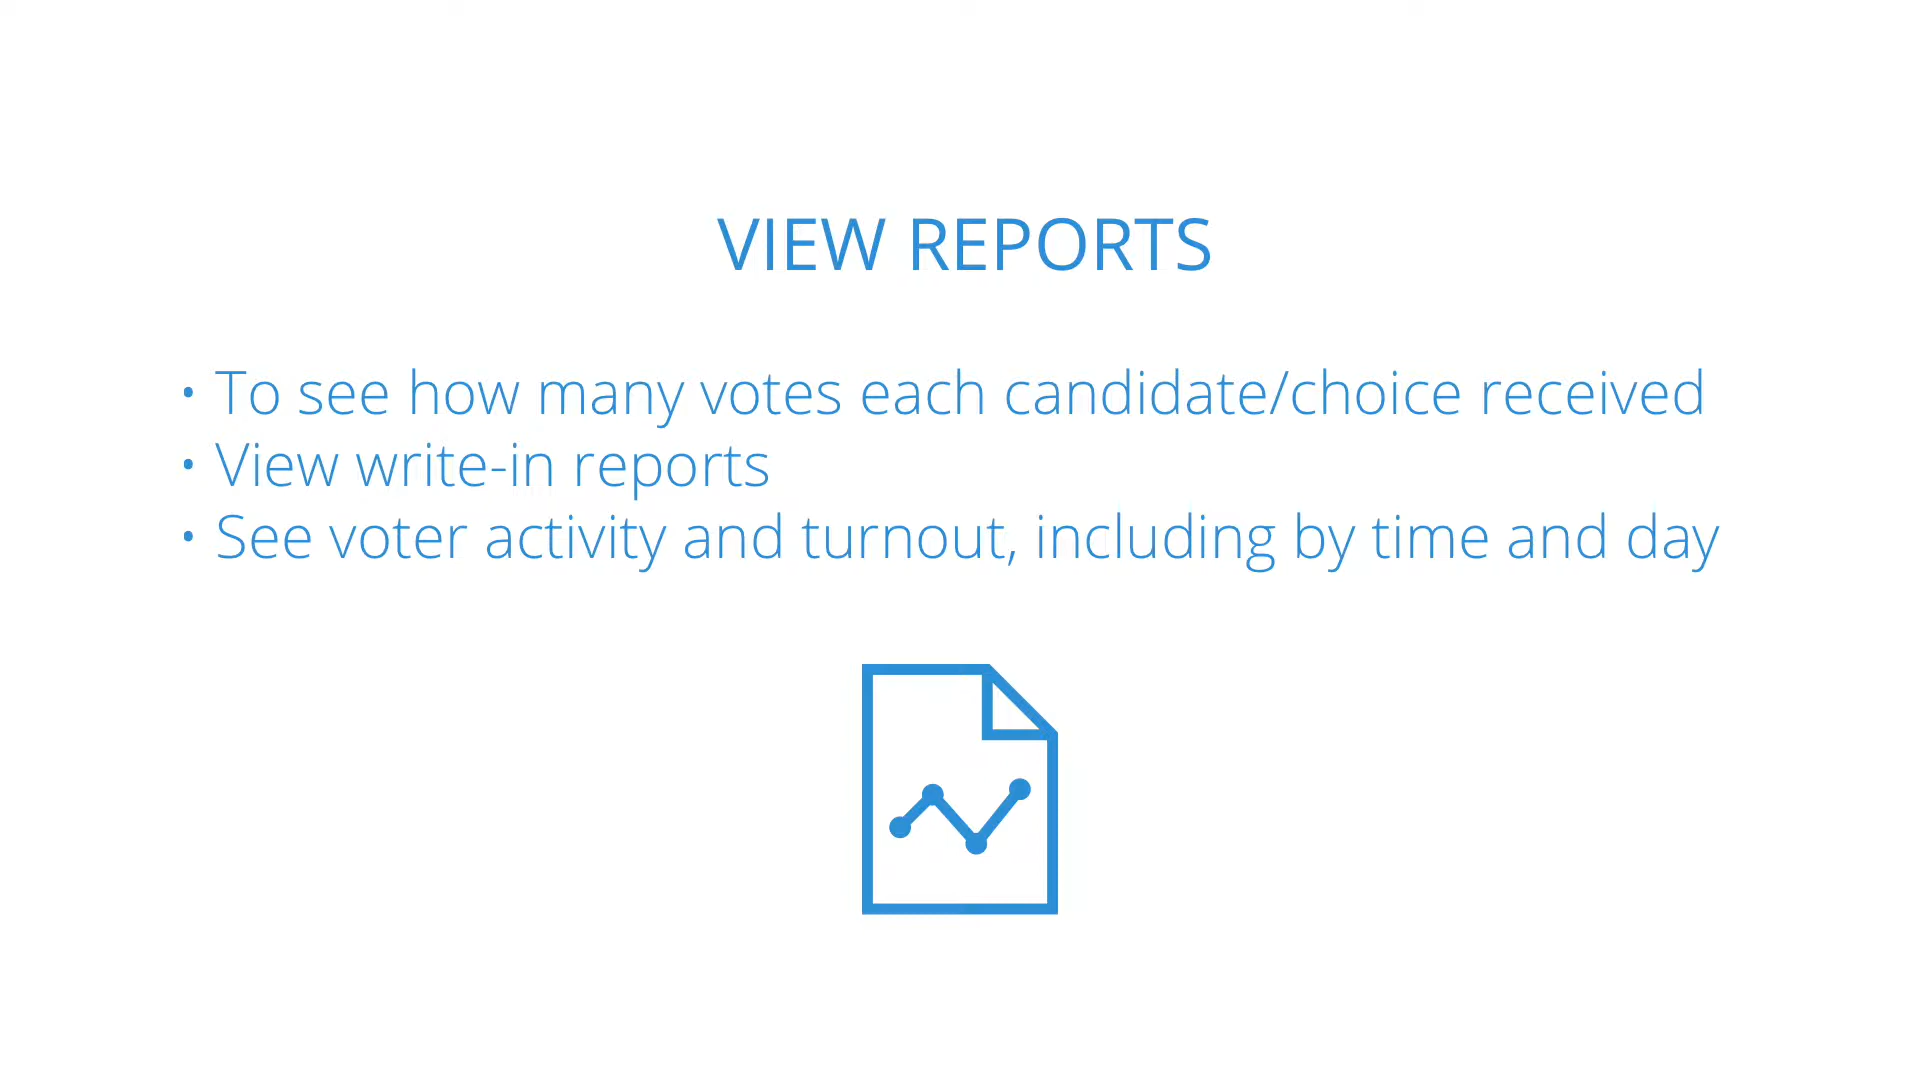 VIEW REPORTS
• To see how many votes each candidate/choice received
• View write-in reports
• See voter activity and turnout, including by time and day